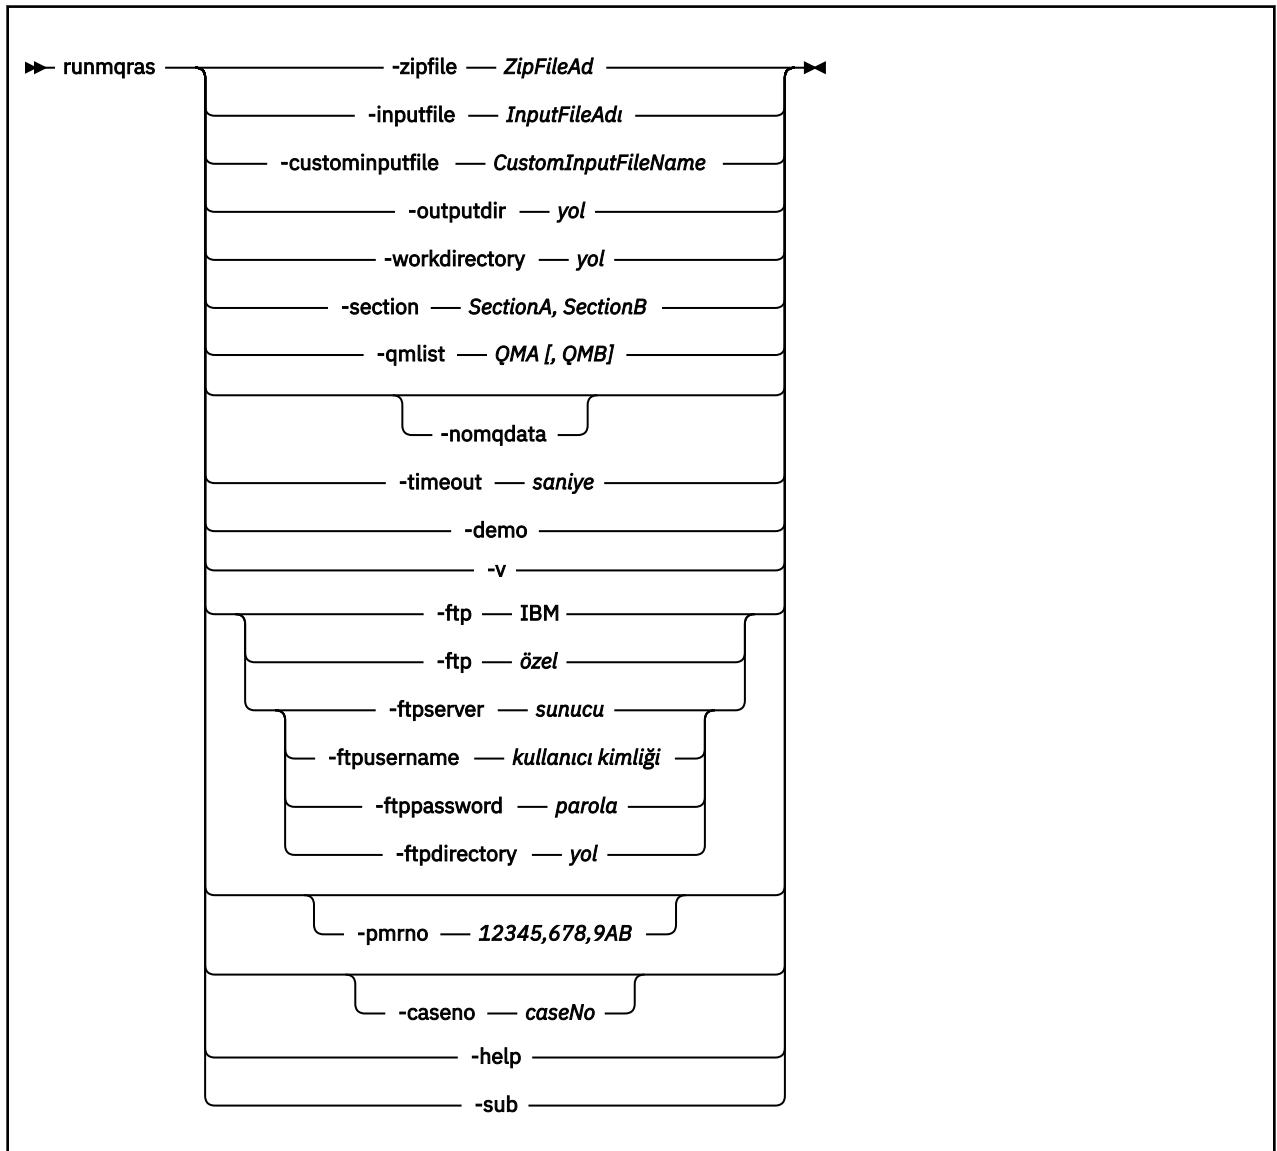 runmqras -zipfile ZipFileAd
-inputfile InputFileAdı
-custominputfile CustomInputFileName
-outputdir yol
-workdirectory yol
-section SectionA, SectionB
-qmlist QMA [, QMB]
-nomqdata
-timeout saniye
-demo
-v
-ftp IBM
-ftp özel
-ftpserver sunucu
-ftpusername kullanıcı kimliği
-ftppassword parola
-ftpdirectory yol
-pmrno 12345,678,9AB
-caseno caseNo
-help
-sub